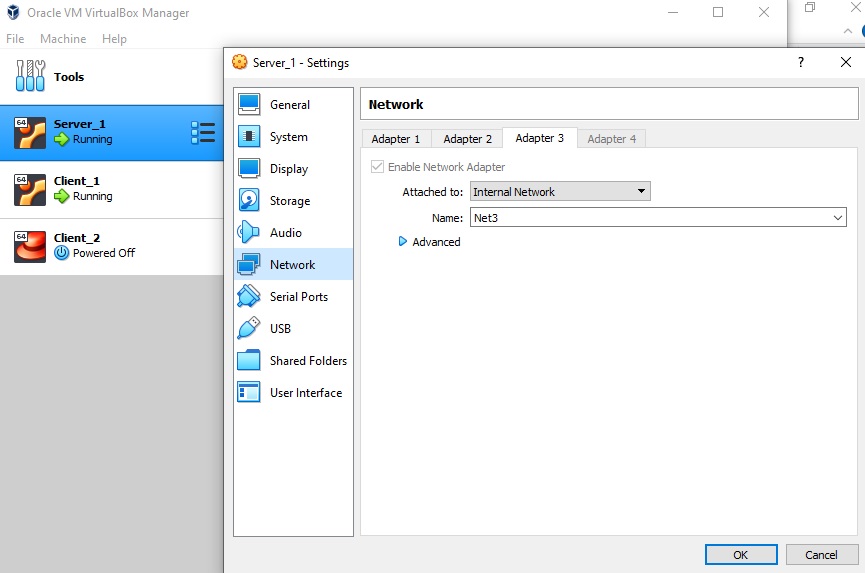 Oracle VM VirtualBox Manager
File Machine Help
Tools
64
Server_1
Running
64
Client_1
Running
64
Client_2
Powered Off
Server_1 - Settings
?
General
System
Display
Storage
Audio
Network
Serial Ports
USB
Shared Folders
User Interface
Network
Adapter 1 Adapter 2 Adapter 3 Adapter 4
Enable Network Adapter
Attached to: Internal Network
Name: Net3
Advanced
OK Cancel